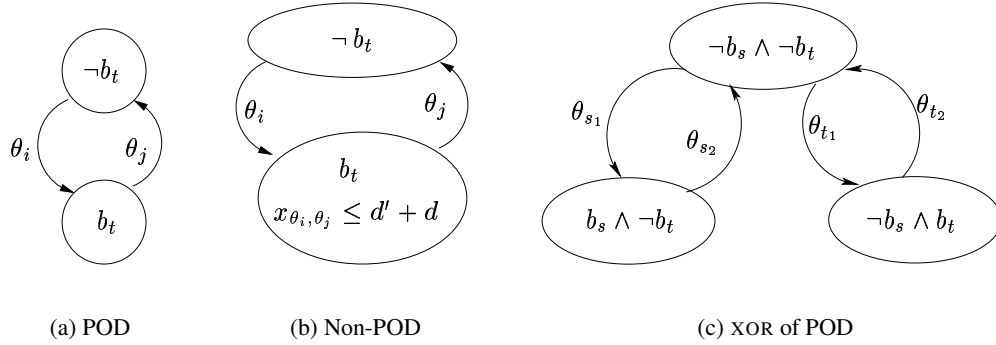 ¬b_t
θ_i
θ_j
b_t
(a) POD
¬ b_t
θ_i
θ_j
b_t
x_{θ_i,θ_j} ≤ d′ + d
(b) Non-POD
¬b_s ∧ ¬b_t
θ_{s_1}
θ_{s_2}
θ_{t_1}
θ_{t_2}
b_s ∧ ¬b_t
¬b_s ∧ b_t
(c) XOR of POD